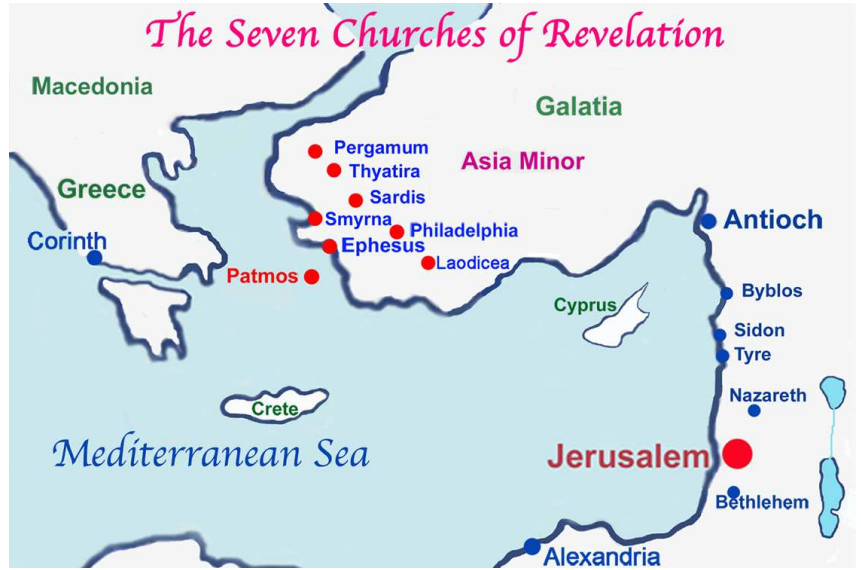 The Seven Churches of Revelation
Macedonia
Galatia
Pergamum
Asia Minor
Thyatira
Greece
Sardis
Smyrna
Antioch
Philadelphia
Corinth
Ephesus
Laodicea
Patmos
Byblos
Cyprus
Sidon
Tyre
Nazareth
Crete
Mediterranean Sea
Jerusalem
Bethlehem
Alexandria